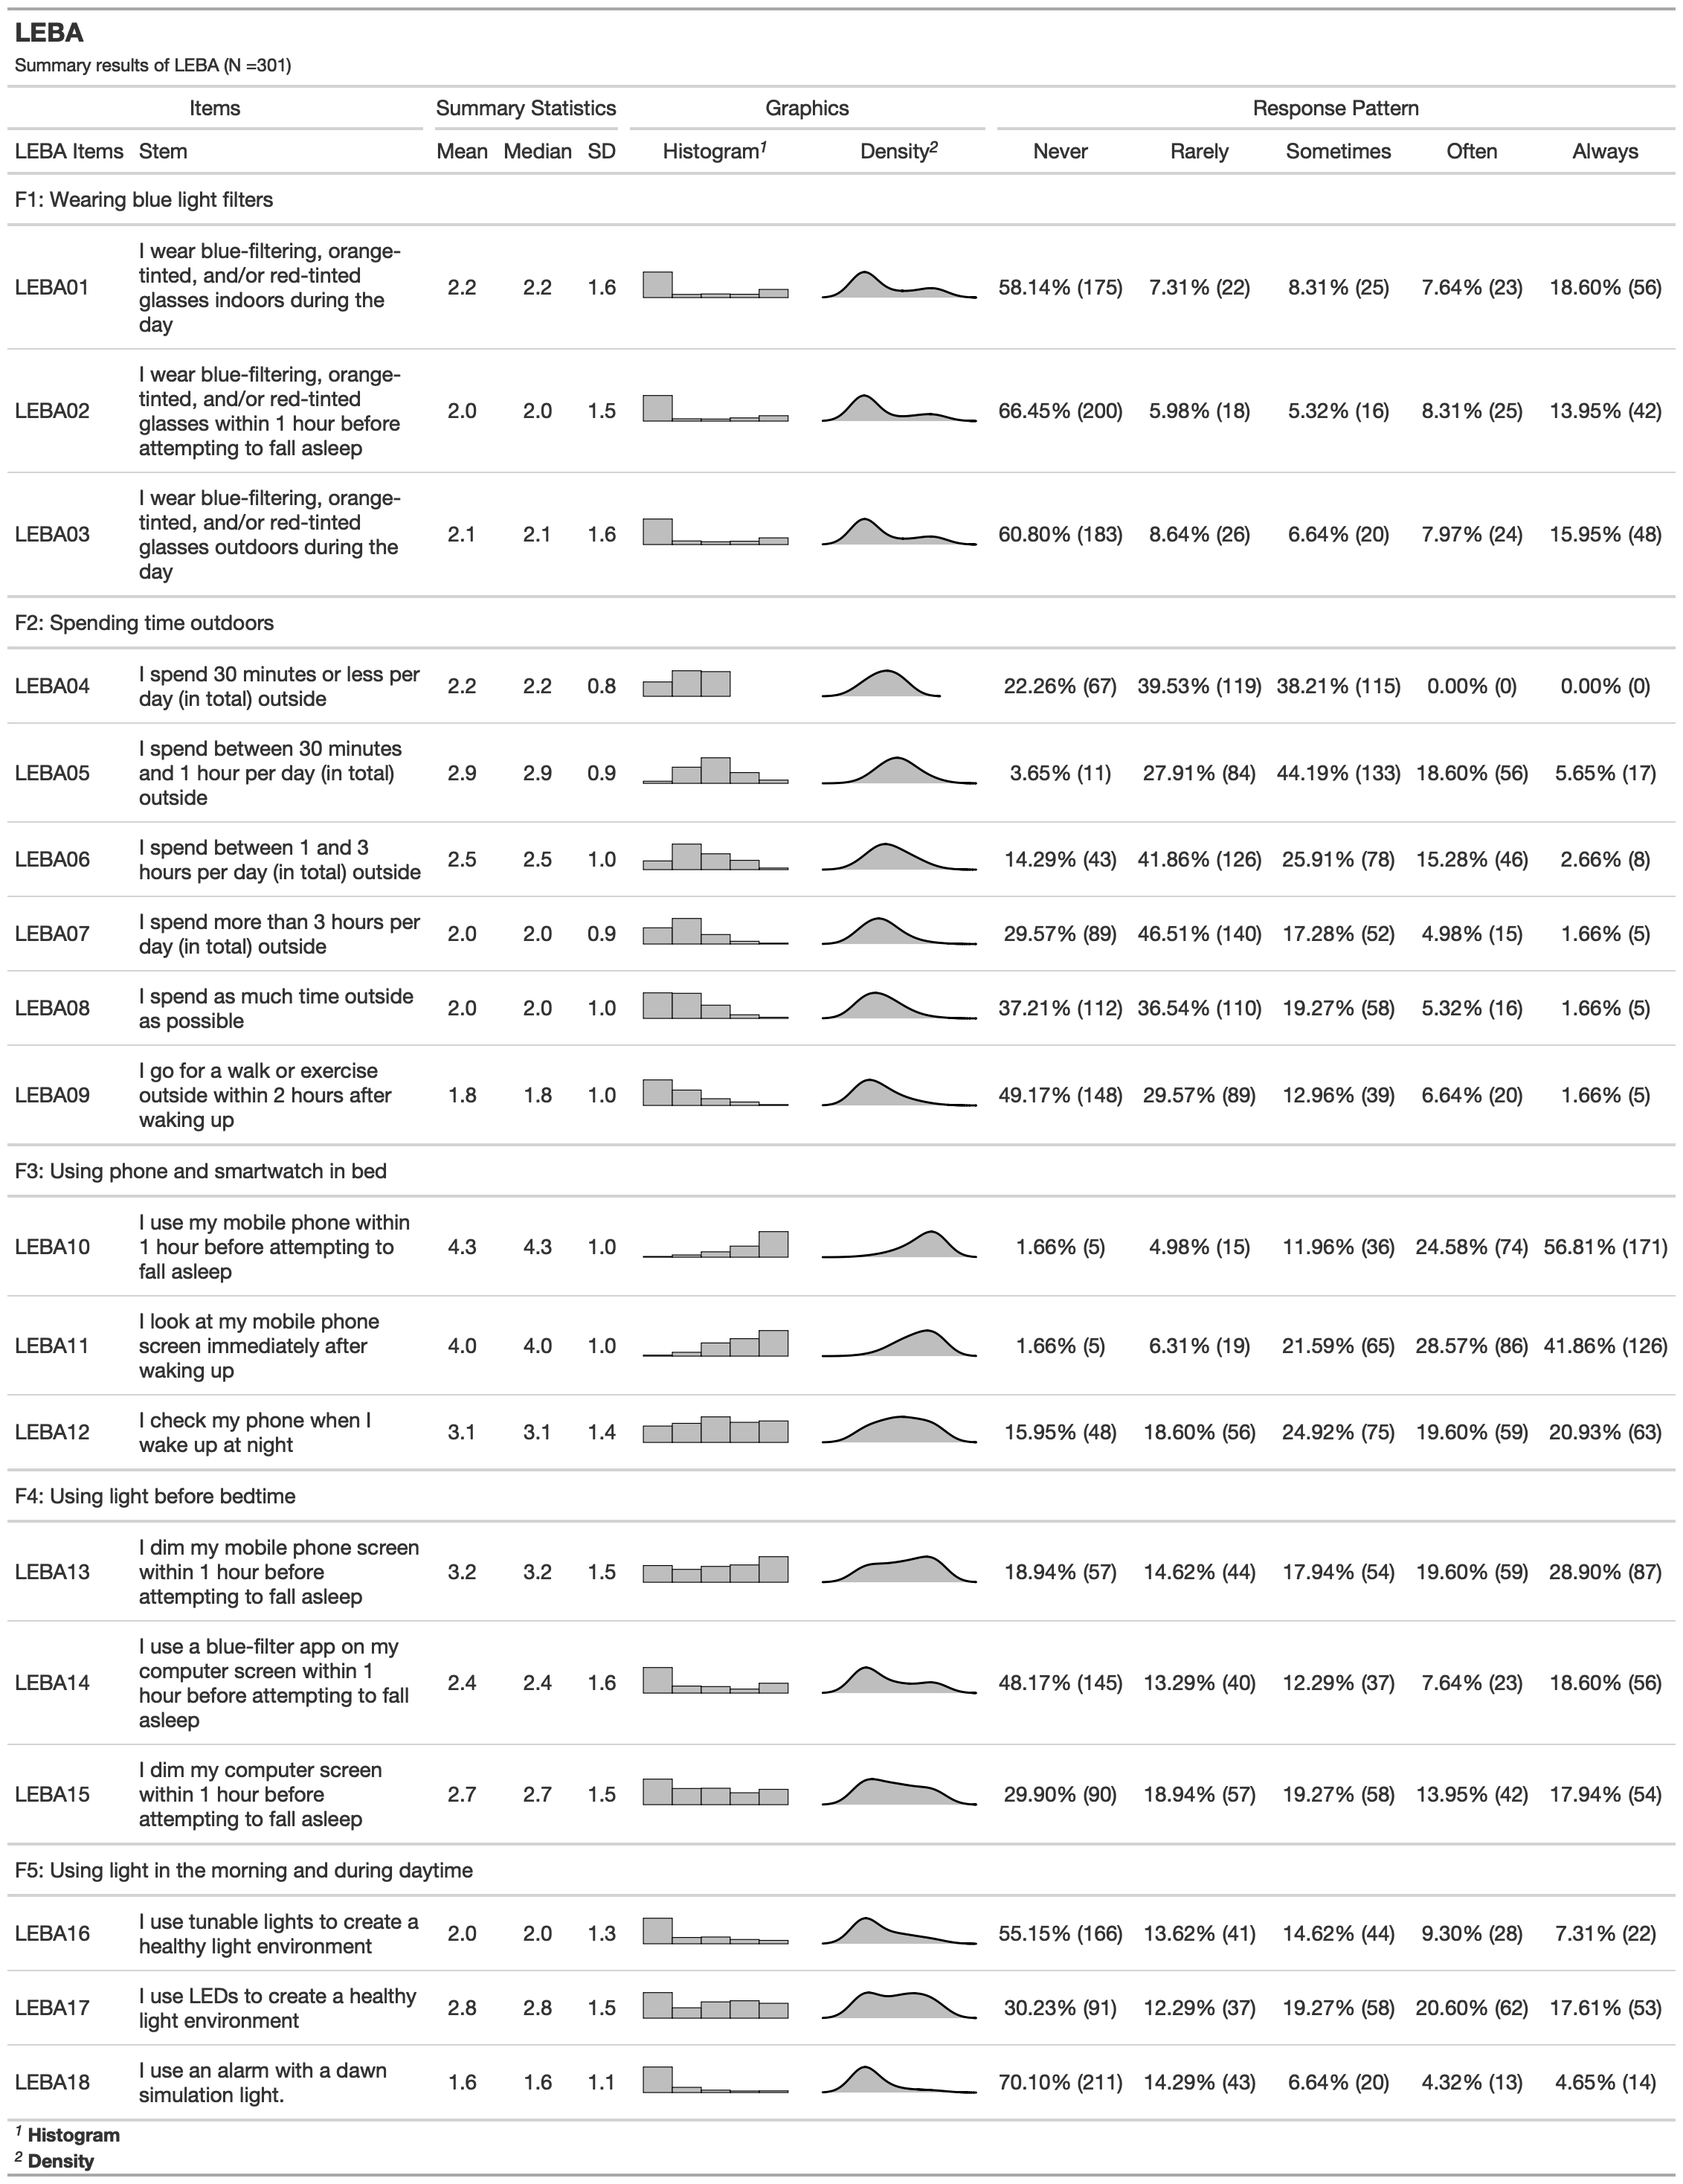 LEBA
Summary results of LEBA (N =301)
Items Summary Statistics Graphics Response Pattern
LEBA Items Stem Mean Median SD Histogram1 Density2 Never Rarely Sometimes Often Always
F1: Wearing blue light filters
I wear blue-filtering, orange-
tinted, and/or red-tinted
LEBA01 glasses indoors during the 2.2 2.2 1.6 58.14% (175) 7.31% (22) 8.31% (25) 7.64% (23) 18.60% (56)
day
I wear blue-filtering, orange-
tinted, and/or red-tinted
LEBA02 glasses within 1 hour before 2.0 2.0 1.5 66.45% (200) 5.98% (18) 5.32% (16) 8.31% (25) 13.95% (42)
attempting to fall asleep
I wear blue-filtering, orange-
tinted, and/or red-tinted
LEBA03 glasses outdoors during the 2.1 2.1 1.6 60.80% (183) 8.64% (26) 6.64% (20) 7.97% (24) 15.95% (48)
day
F2: Spending time outdoors
LEBA04 I spend 30 minutes or less per 2.2 2.2 0.8 22.26% (67) 39.53% (119) 38.21% (115) 0.00% (0) 0.00% (0)
day (in total) outside
I spend between 30 minutes
LEBA05 and 1 hour per day (in total) 2.9 2.9 0.9 3.65% (11) 27.91% (84) 44.19% (133) 18.60% (56) 5.65% (17)
outside
LEBA06 I spend between 1 and 3 2.5 2.5 1.0 14.29% (43) 41.86% (126) 25.91% (78) 15.28% (46) 2.66% (8)
hours per day (in total) outside
LEBA07 I spend more than 3 hours per 2.0 2.0 0.9 29.57% (89) 46.51% (140) 17.28% (52) 4.98% (15) 1.66% (5)
day (in total) outside
LEBA08 I spend as much time outside 2.0 2.0 1.0 37.21% (112) 36.54% (110) 19.27% (58) 5.32% (16) 1.66% (5)
as possible
I go for a walk or exercise
LEBA09 outside within 2 hours after 1.8 1.8 1.0 49.17% (148) 29.57% (89) 12.96% (39) 6.64% (20) 1.66% (5)
waking up
F3: Using phone and smartwatch in bed
I use my mobile phone within
LEBA10 1 hour before attempting to 4.3 4.3 1.0 1.66% (5) 4.98% (15) 11.96% (36) 24.58% (74) 56.81% (171)
fall asleep
I look at my mobile phone
LEBA11 screen immediately after 4.0 4.0 1.0 1.66% (5) 6.31% (19) 21.59% (65) 28.57% (86) 41.86% (126)
waking up
LEBA12 I check my phone when I 3.1 3.1 1.4 15.95% (48) 18.60% (56) 24.92% (75) 19.60% (59) 20.93% (63)
wake up at night
F4: Using light before bedtime
I dim my mobile phone screen
LEBA13 within 1 hour before 3.2 3.2 1.5 18.94% (57) 14.62% (44) 17.94% (54) 19.60% (59) 28.90% (87)
attempting to fall asleep
I use a blue-filter app on my
computer screen within 1
LEBA14 hour before attempting to fall 2.4 2.4 1.6 48.17% (145) 13.29% (40) 12.29% (37) 7.64% (23) 18.60% (56)
asleep
I dim my computer screen
LEBA15 within 1 hour before 2.7 2.7 1.5 29.90% (90) 18.94% (57) 19.27% (58) 13.95% (42) 17.94% (54)
attempting to fall asleep
F5: Using light in the morning and during daytime
LEBA16 I use tunable lights to create a 2.0 2.0 1.3 55.15% (166) 13.62% (41) 14.62% (44) 9.30% (28) 7.31% (22)
healthy light environment
LEBA17 I use LEDs to create a healthy 2.8 2.8 1.5 30.23% (91) 12.29% (37) 19.27% (58) 20.60% (62) 17.61% (53)
light environment
LEBA18 I use an alarm with a dawn 1.6 1.6 1.1 70.10% (211) 14.29% (43) 6.64% (20) 4.32% (13) 4.65% (14)
simulation light.
1 Histogram
2 Density